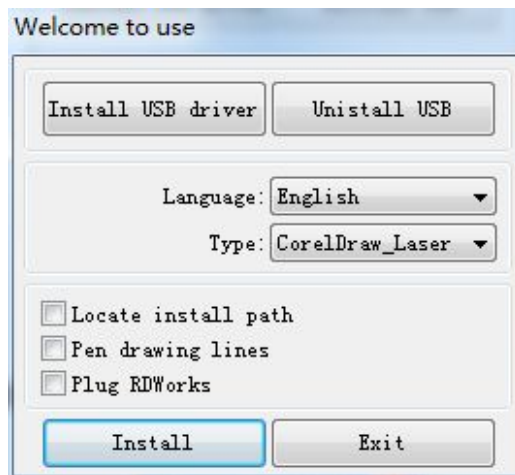 Welcome to use
Install USB driver Unistall USB
Language: English
Type: CorelDraw_Laser
Locate install path
Pen drawing lines
Plug RDWorks
Install Exit